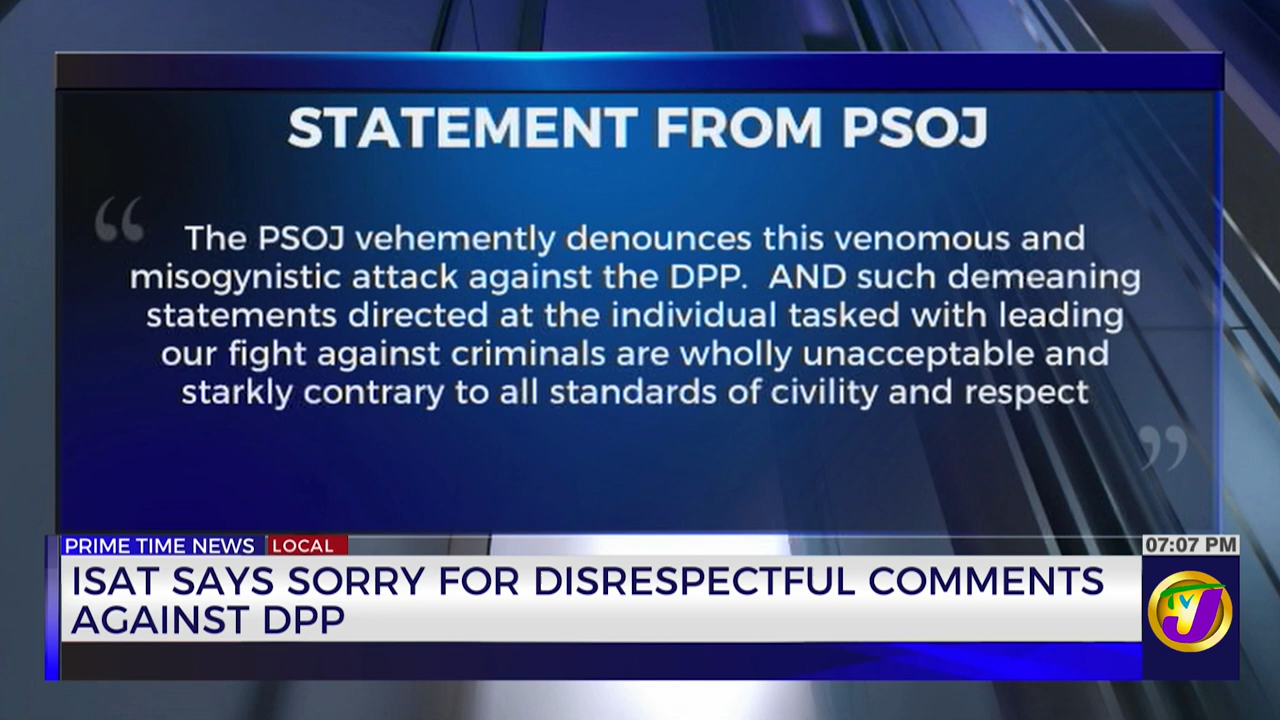 STATEMENT FROM PSOJ
“
The PSOJ vehemently denounces this venomous and
misogynistic attack against the DPP.  AND such demeaning
statements directed at the individual tasked with leading
our fight against criminals are wholly unacceptable and
starkly contrary to all standards of civility and respect
”
PRIME TIME NEWS LOCAL
07:07 PM
ISAT SAYS SORRY FOR DISRESPECTFUL COMMENTS
AGAINST DPP
TVJ